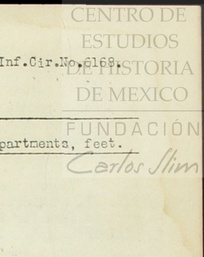 CENTRO DE
ESTUDIOS
Inf.Cir.No.6168.
DE HISTORIA
DE MEXICO
FUNDACIÓN
partments, feet.
Carlos Slim